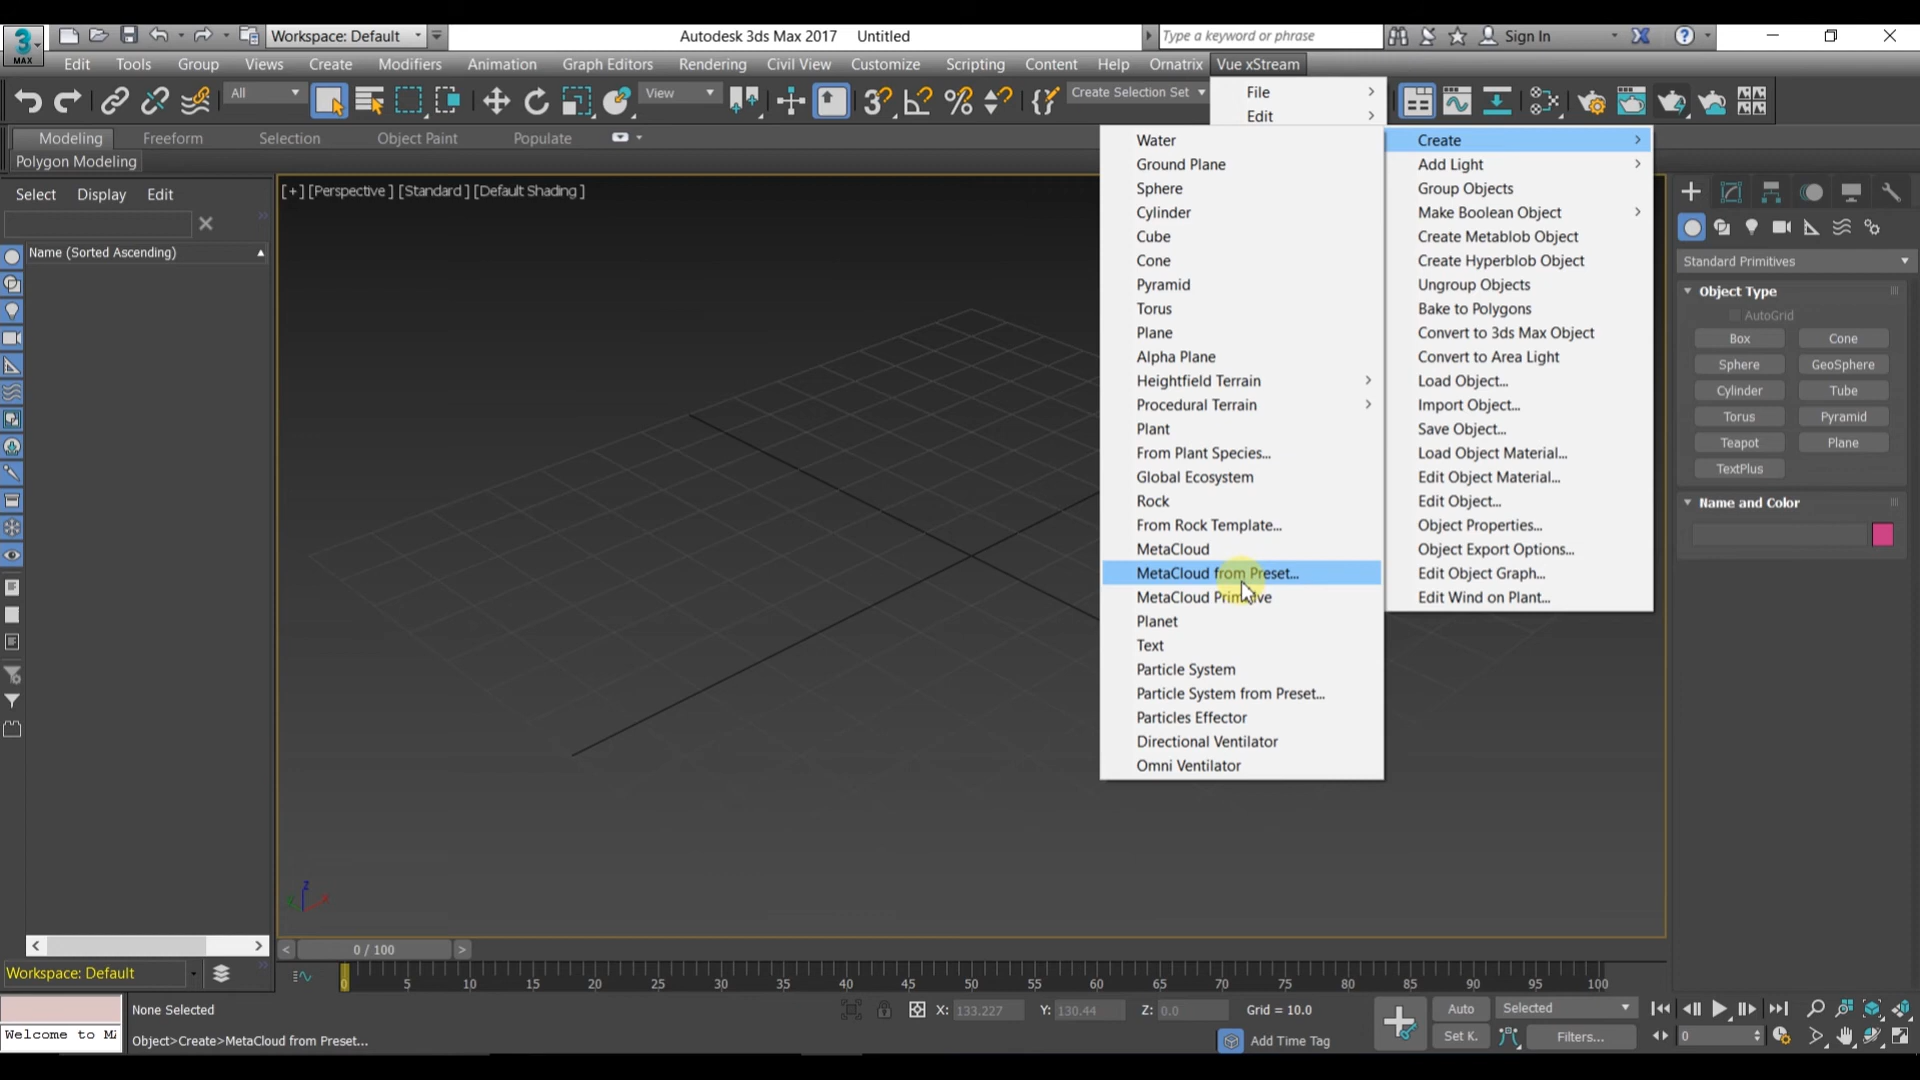 Workspace: Default
Autodesk 3ds Max 2017 Untitled
Type a keyword or phrase
Sign In
MAX
Edit Tools Group Views Create Modifiers Animation Graph Editors Rendering Civil View Customize Scripting Content Help Ornatrix Vue xStream
All
View
Create Selection Set
File
Edit
Modeling Freeform Selection Object Paint Populate
Polygon Modeling
Select Display Edit
Name (Sorted Ascending)
[+] [Perspective ] [Standard ] [Default Shading ]
Water
Ground Plane
Sphere
Cylinder
Cube
Cone
Pyramid
Torus
Plane
Alpha Plane
Heightfield Terrain
Procedural Terrain
Plant
From Plant Species...
Global Ecosystem
Rock
From Rock Template...
MetaCloud
MetaCloud from Preset...
MetaCloud Primitive
Planet
Text
Particle System
Particle System from Preset...
Particles Effector
Directional Ventilator
Omni Ventilator
Create
Add Light
Group Objects
Make Boolean Object
Create Metablob Object
Create Hyperblob Object
Ungroup Objects
Bake to Polygons
Convert to 3ds Max Object
Convert to Area Light
Load Object...
Import Object...
Save Object...
Load Object Material...
Edit Object Material...
Edit Object...
Object Properties...
Object Export Options...
Edit Object Graph...
Edit Wind on Plant...
Standard Primitives
Object Type
AutoGrid
Box Cone
Sphere GeoSphere
Cylinder Tube
Torus Pyramid
Teapot Plane
TextPlus
Name and Color
z
0 / 100
Workspace: Default
0 5 10 15 20 25 30 35 40 45 50 55 60 65 70 75 80 85 90 95 100
None Selected
X: 133.227 Y: 130.44 Z: 0.0 Grid = 10.0
Auto Selected
Welcome to M
Object>Create>MetaCloud from Preset...
Add Time Tag
Set K. Filters...
0